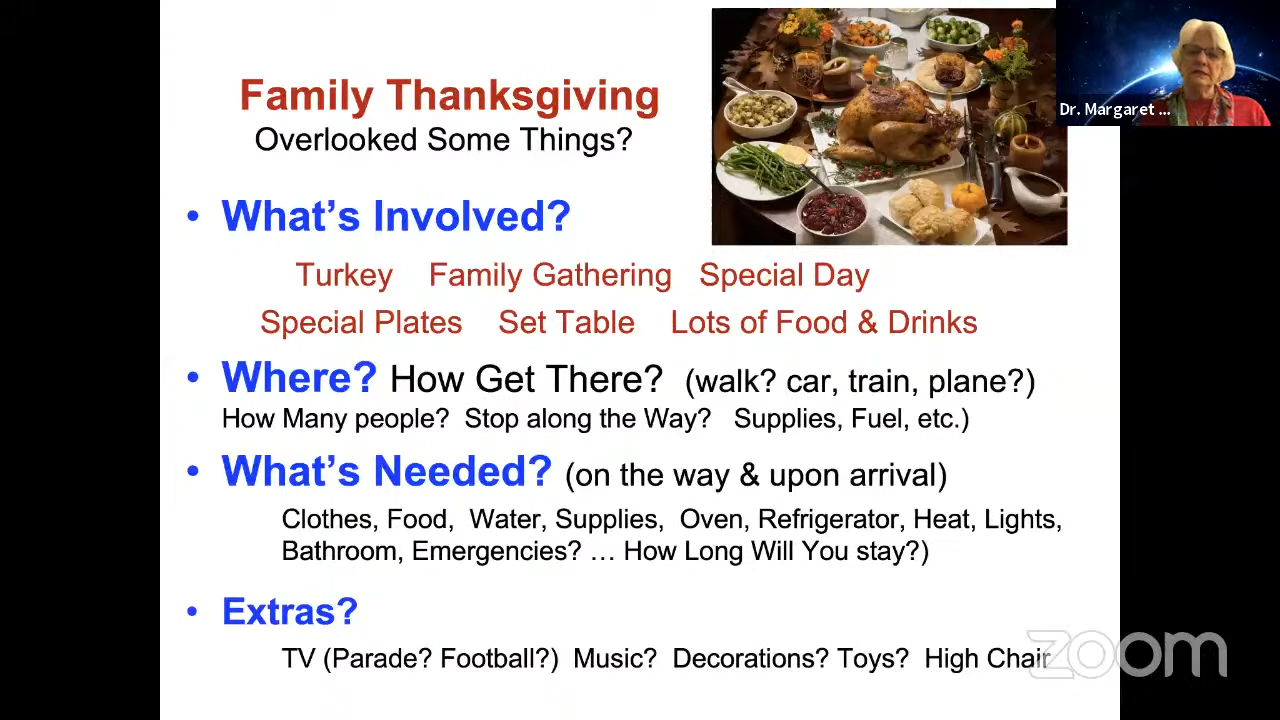 Family Thanksgiving
Overlooked Some Things?
Dr. Margaret ...
• What's Involved?
Turkey Family Gathering Special Day
Special Plates Set Table Lots of Food & Drinks
• Where? How Get There? (walk? car, train, plane?)
How Many people? Stop along the Way? Supplies, Fuel, etc.)
• What's Needed? (on the way & upon arrival)
Clothes, Food, Water, Supplies, Oven, Refrigerator, Heat, Lights,
Bathroom, Emergencies? … How Long Will You stay?)
• Extras?
TV (Parade? Football?) Music? Decorations? Toys? High Chair
zoom